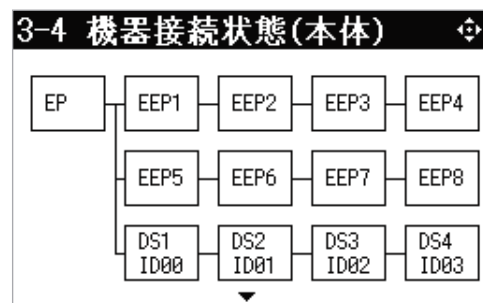 3-4 機器接続状態(本体)
EP EEP1 EEP2 EEP3 EEP4
EEP5 EEP6 EEP7 EEP8
DS1 DS2 DS3 DS4
ID00 ID01 ID02 ID03